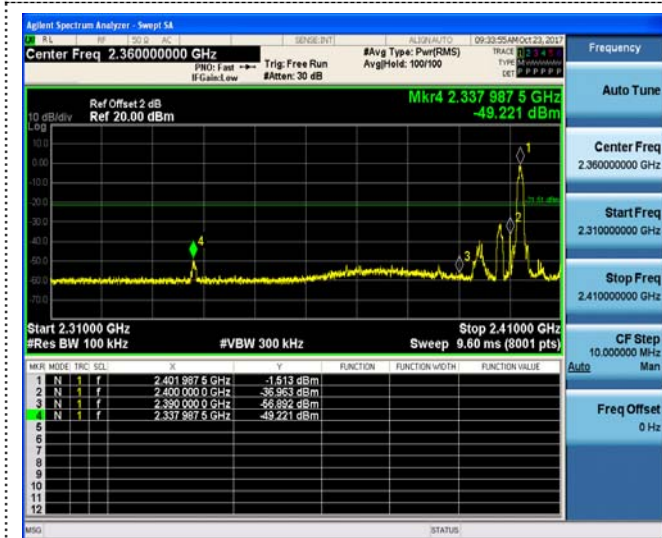 Agilent Spectrum Analyzer - Swept SA
RL RF 50 Ω AC SENSE:INT ALIGN AUTO 09:33:55 AM Oct 23, 2017
Center Freq 2.360000000 GHz
PNO: Fast
IFGain:Low
Trig: Free Run
#Atten: 30 dB
#Avg Type: Pwr(RMS)
Avg|Hold: 100/100
TRACE 1 2 3 4 5 6
TYPE
DET P P P P P P
Frequency
Ref Offset 2 dB
10 dB/div Ref 20.00 dBm
Log
Mkr4 2.337 987 5 GHz
-49.221 dBm
10.0
0.00
-10.0
-20.0
-30.0
-40.0
-50.0
-60.0
-70.0
1
2
3
4
-21.51 dBm
Start 2.31000 GHz
Stop 2.41000 GHz
#Res BW 100 kHz #VBW 300 kHz Sweep 9.60 ms (8001 pts)
MKR MODE TRC SCL X Y FUNCTION FUNCTION WIDTH FUNCTION VALUE
1 N 1 f 2.401 987 5 GHz -1.513 dBm
2 N 1 f 2.400 000 0 GHz -36.963 dBm
3 N 1 f 2.390 000 0 GHz -56.892 dBm
4 N 1 f 2.337 987 5 GHz -49.221 dBm
5
6
7
8
9
10
11
12
MSG STATUS
Auto Tune
Center Freq
2.360000000 GHz
Start Freq
2.310000000 GHz
Stop Freq
2.410000000 GHz
CF Step
10.000000 MHz
Auto Man
Freq Offset
0 Hz